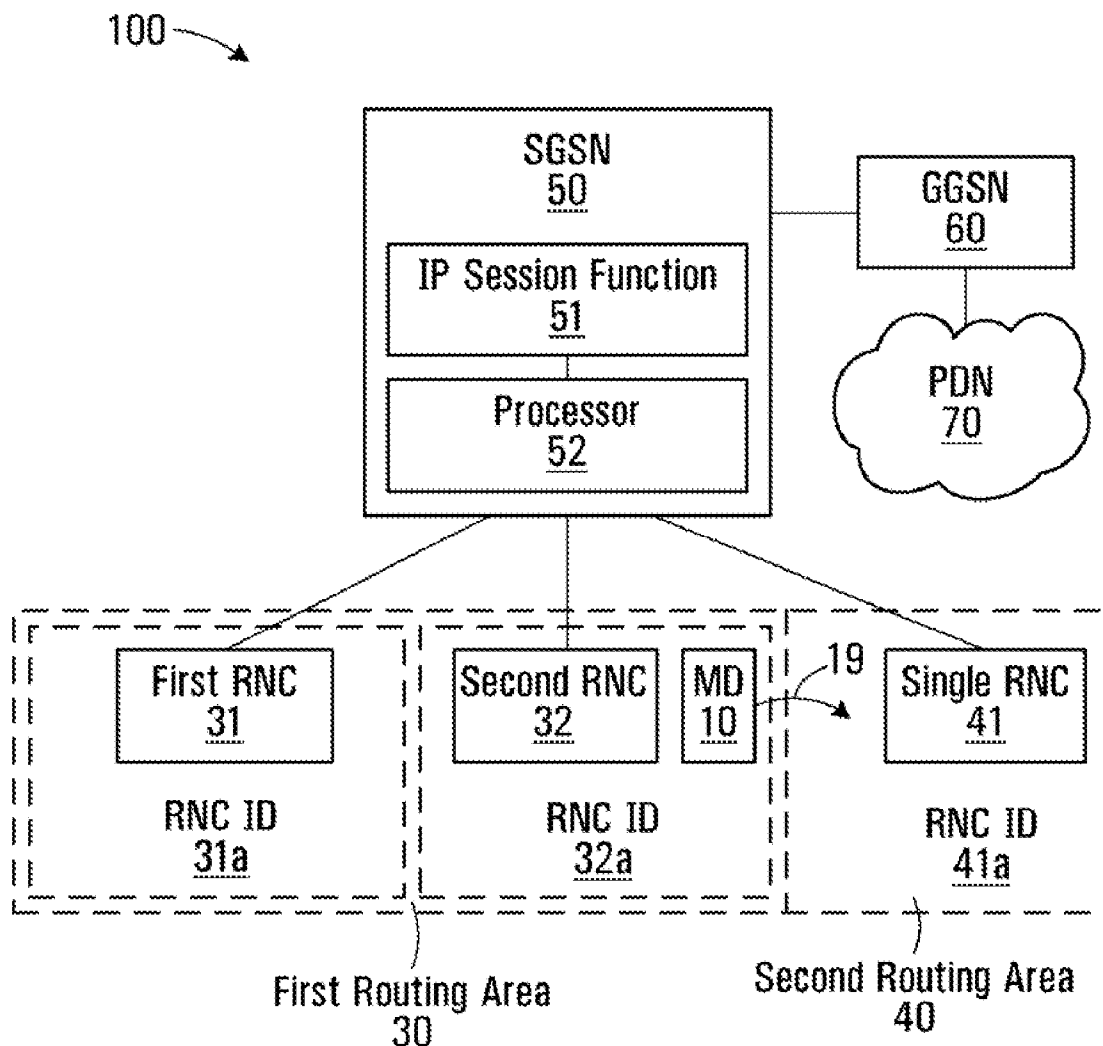 100
SGSN
50
GGSN
60
IP Session Function
51
PDN
70
Processor
52
First RNC
31
Second RNC
32
MD
10
19
Single RNC
41
RNC ID
31a
RNC ID
32a
RNC ID
41a
First Routing Area
30
Second Routing Area
40